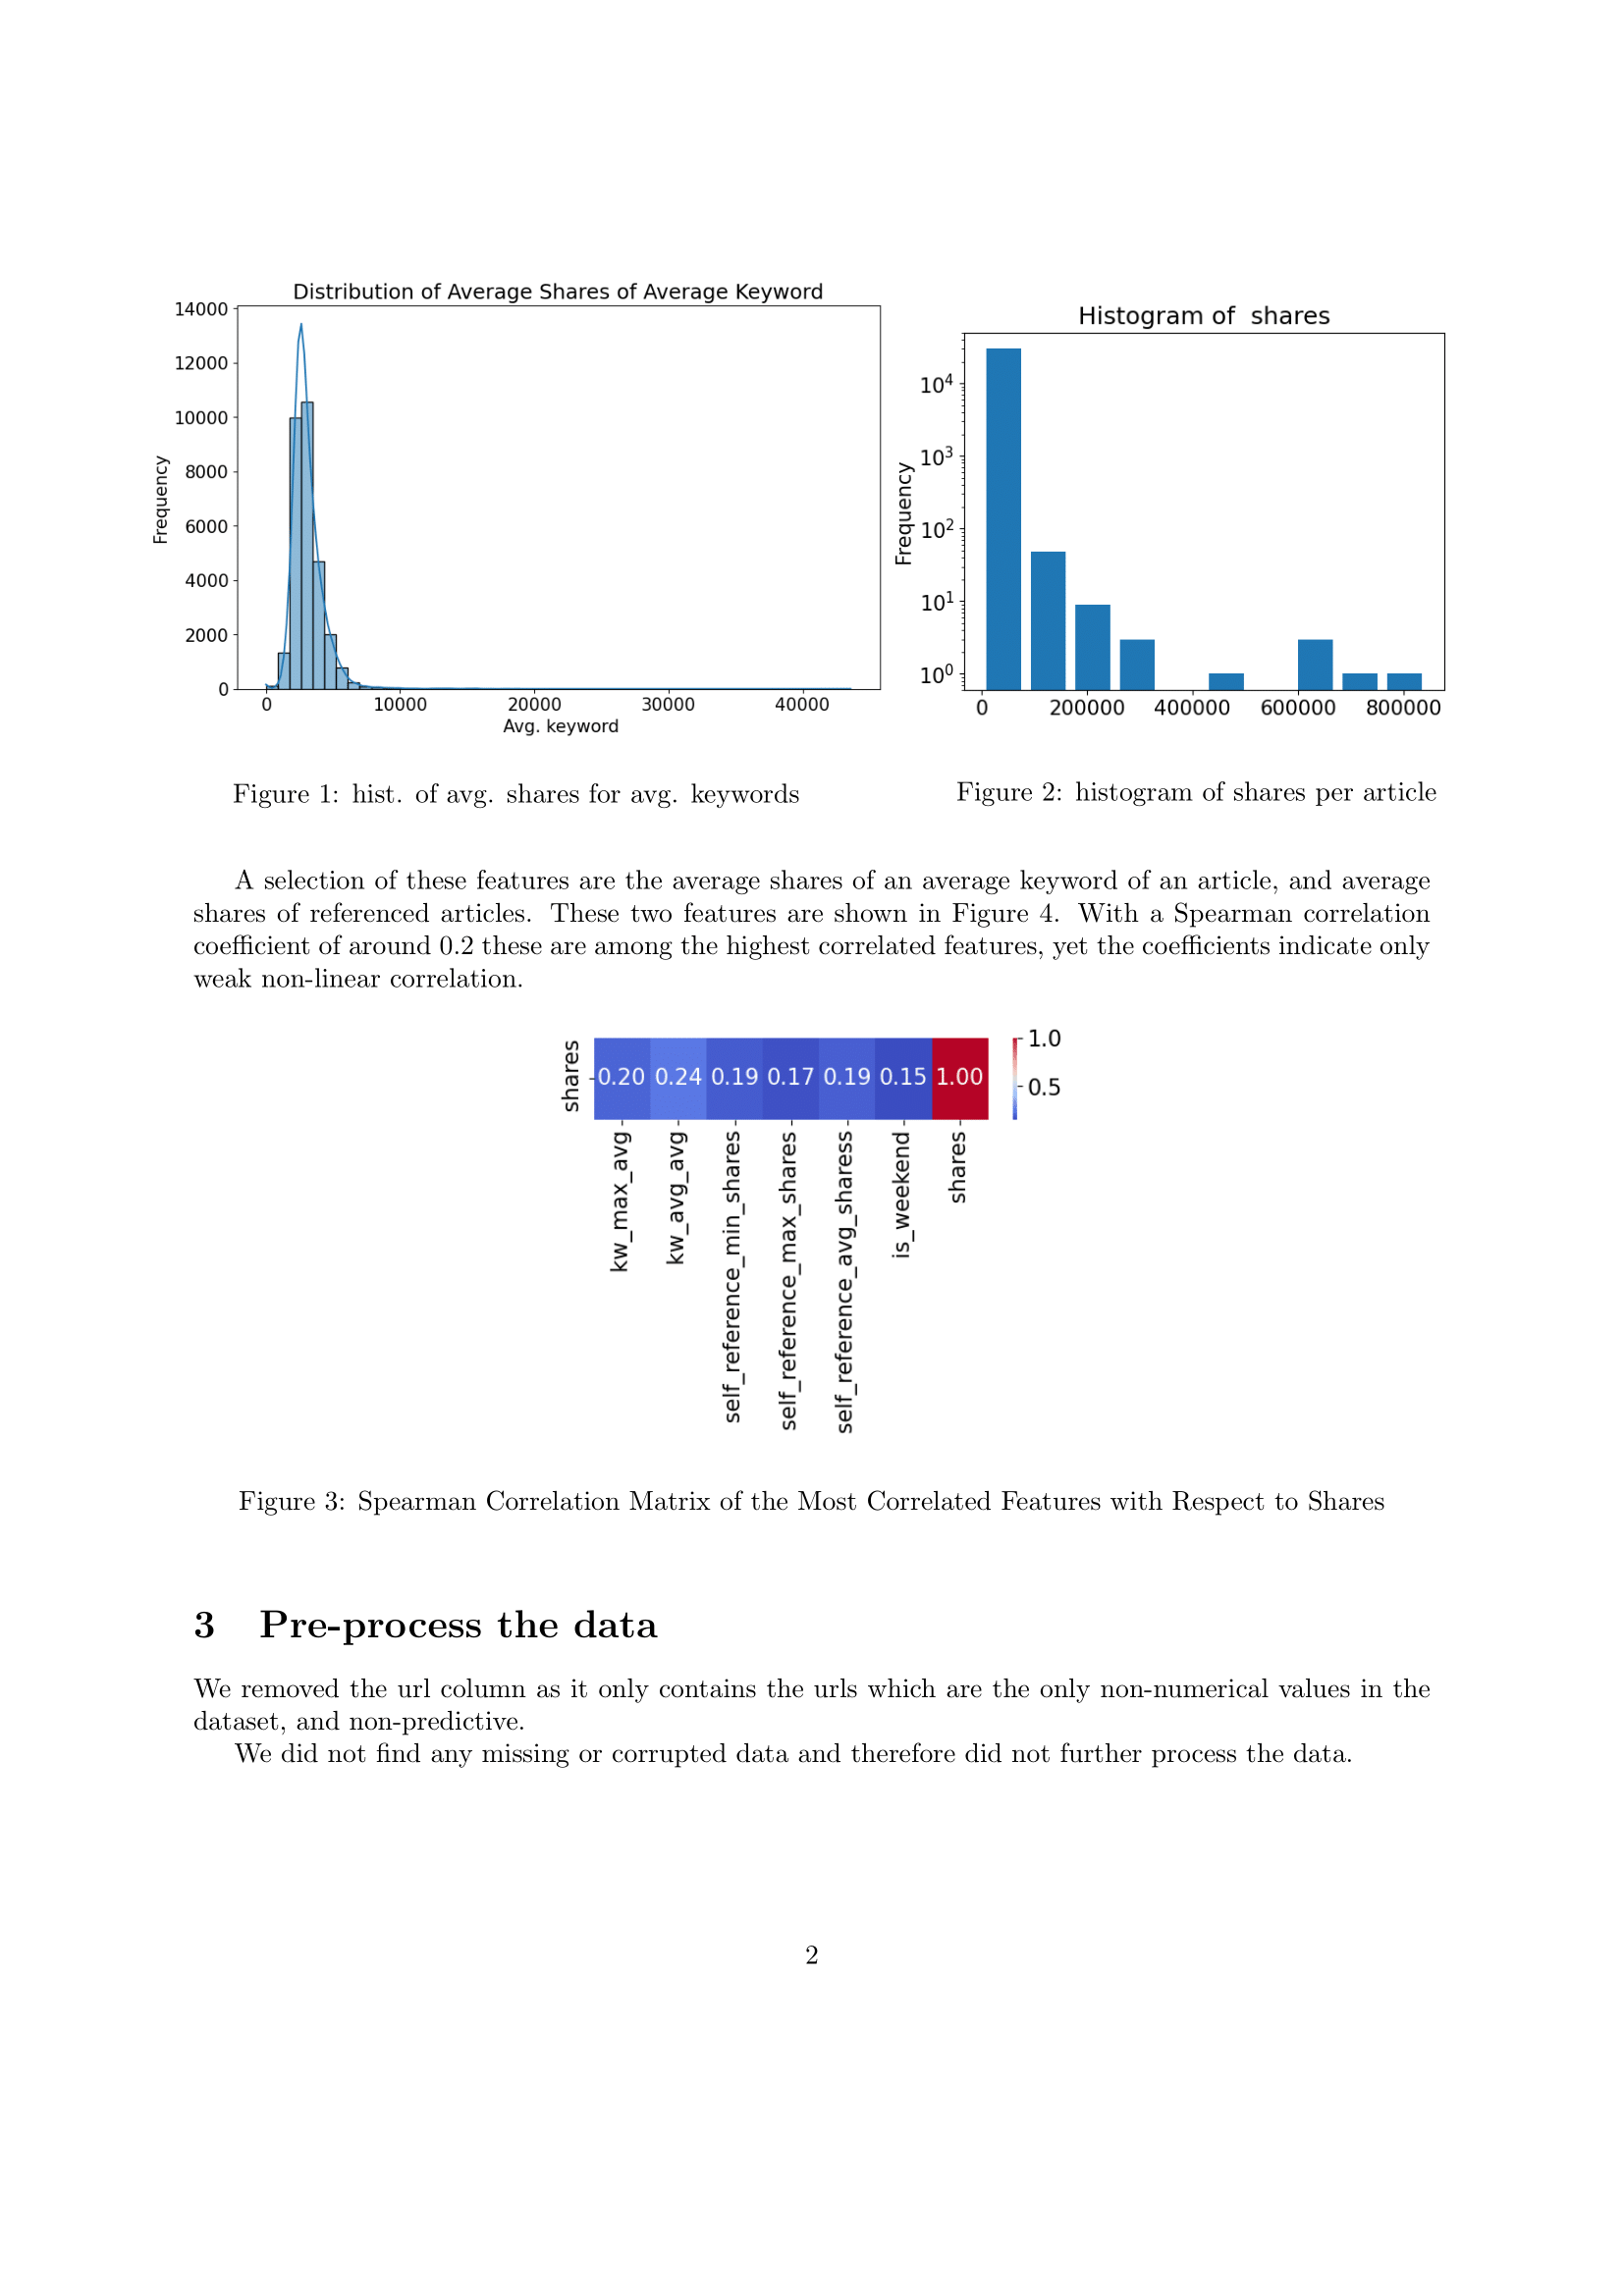 Distribution of Average Shares of Average Keyword
14000
12000
10000
8000
6000
4000
2000
0
Frequency
0 10000 20000 30000 40000
Avg. keyword
Histogram of  shares
10^4
10^3
10^2
10^1
10^0
Frequency
0 200000 400000 600000 800000
Figure 1: hist. of avg. shares for avg. keywords
Figure 2: histogram of shares per article
A selection of these features are the average shares of an average keyword of an article, and average
shares of referenced articles. These two features are shown in Figure 4. With a Spearman correlation
coefficient of around 0.2 these are among the highest correlated features, yet the coefficients indicate only
weak non-linear correlation.
shares
0.20 0.24 0.19 0.17 0.19 0.15 1.00
1.0
0.5
kw_max_avg
kw_avg_avg
self_reference_min_shares
self_reference_max_shares
self_reference_avg_sharess
is_weekend
shares
Figure 3: Spearman Correlation Matrix of the Most Correlated Features with Respect to Shares
3 Pre-process the data
We removed the url column as it only contains the urls which are the only non-numerical values in the
dataset, and non-predictive.
We did not find any missing or corrupted data and therefore did not further process the data.
2